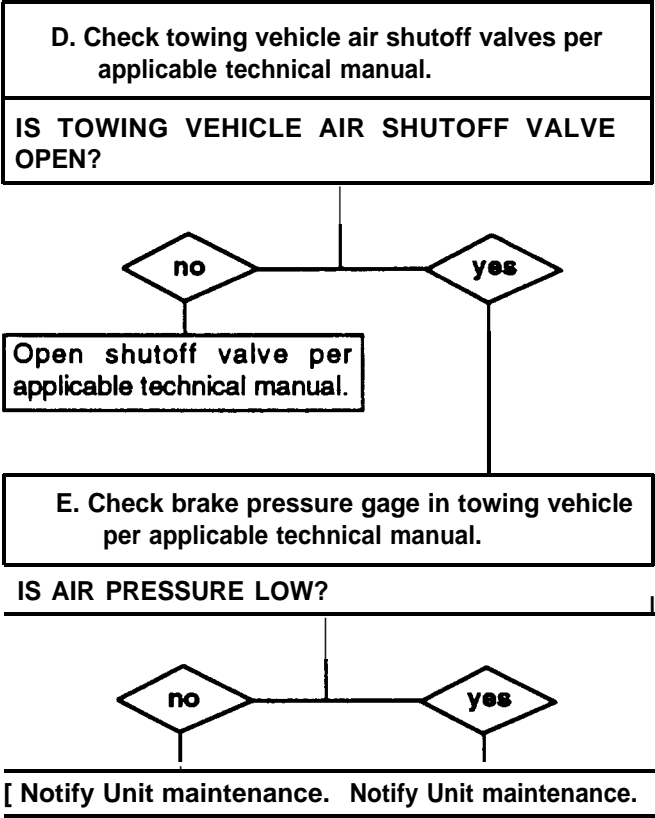 D. Check towing vehicle air shutoff valves per
applicable technical manual.
IS TOWING VEHICLE AIR SHUTOFF VALVE
OPEN?
no
yes
Open shutoff valve per
applicable technical manual.
E. Check brake pressure gage in towing vehicle
per applicable technical manual.
IS AIR PRESSURE LOW?
no
yes
[ Notify Unit maintenance. Notify Unit maintenance.